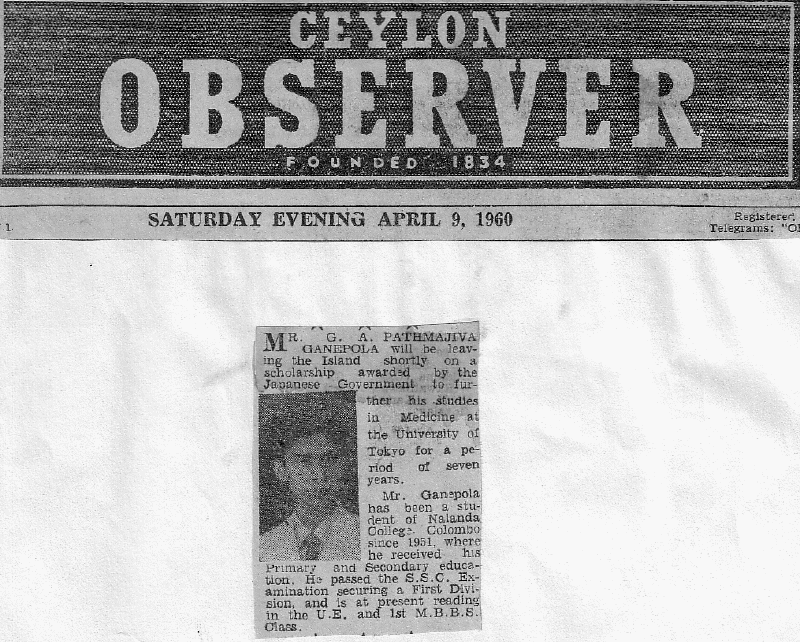 CEYLON
OBSERVER
FOUNDED 1834
1
SATURDAY EVENING APRIL 9, 1960
Registered
Telegrams: "O
MR. G. A. PATHMAJIVA
GANEPOLA will be leav-
ing the Island shortly on a
scholarship awarded by the
Japanese Government to fur-
ther his studies
in Medicine at
the University of
Tokyo for a pe-
riod of seven
years.
Mr. Ganepola
has been a stu-
dent of Nalanda
College, Colombo
since 1951, where
he received his
Primary and Secondary educa-
tion. He passed the S.S.C. Ex-
amination securing a First Divi-
sion, and is at present reading
in the U.E. and 1st M.B.B.S.
Class.